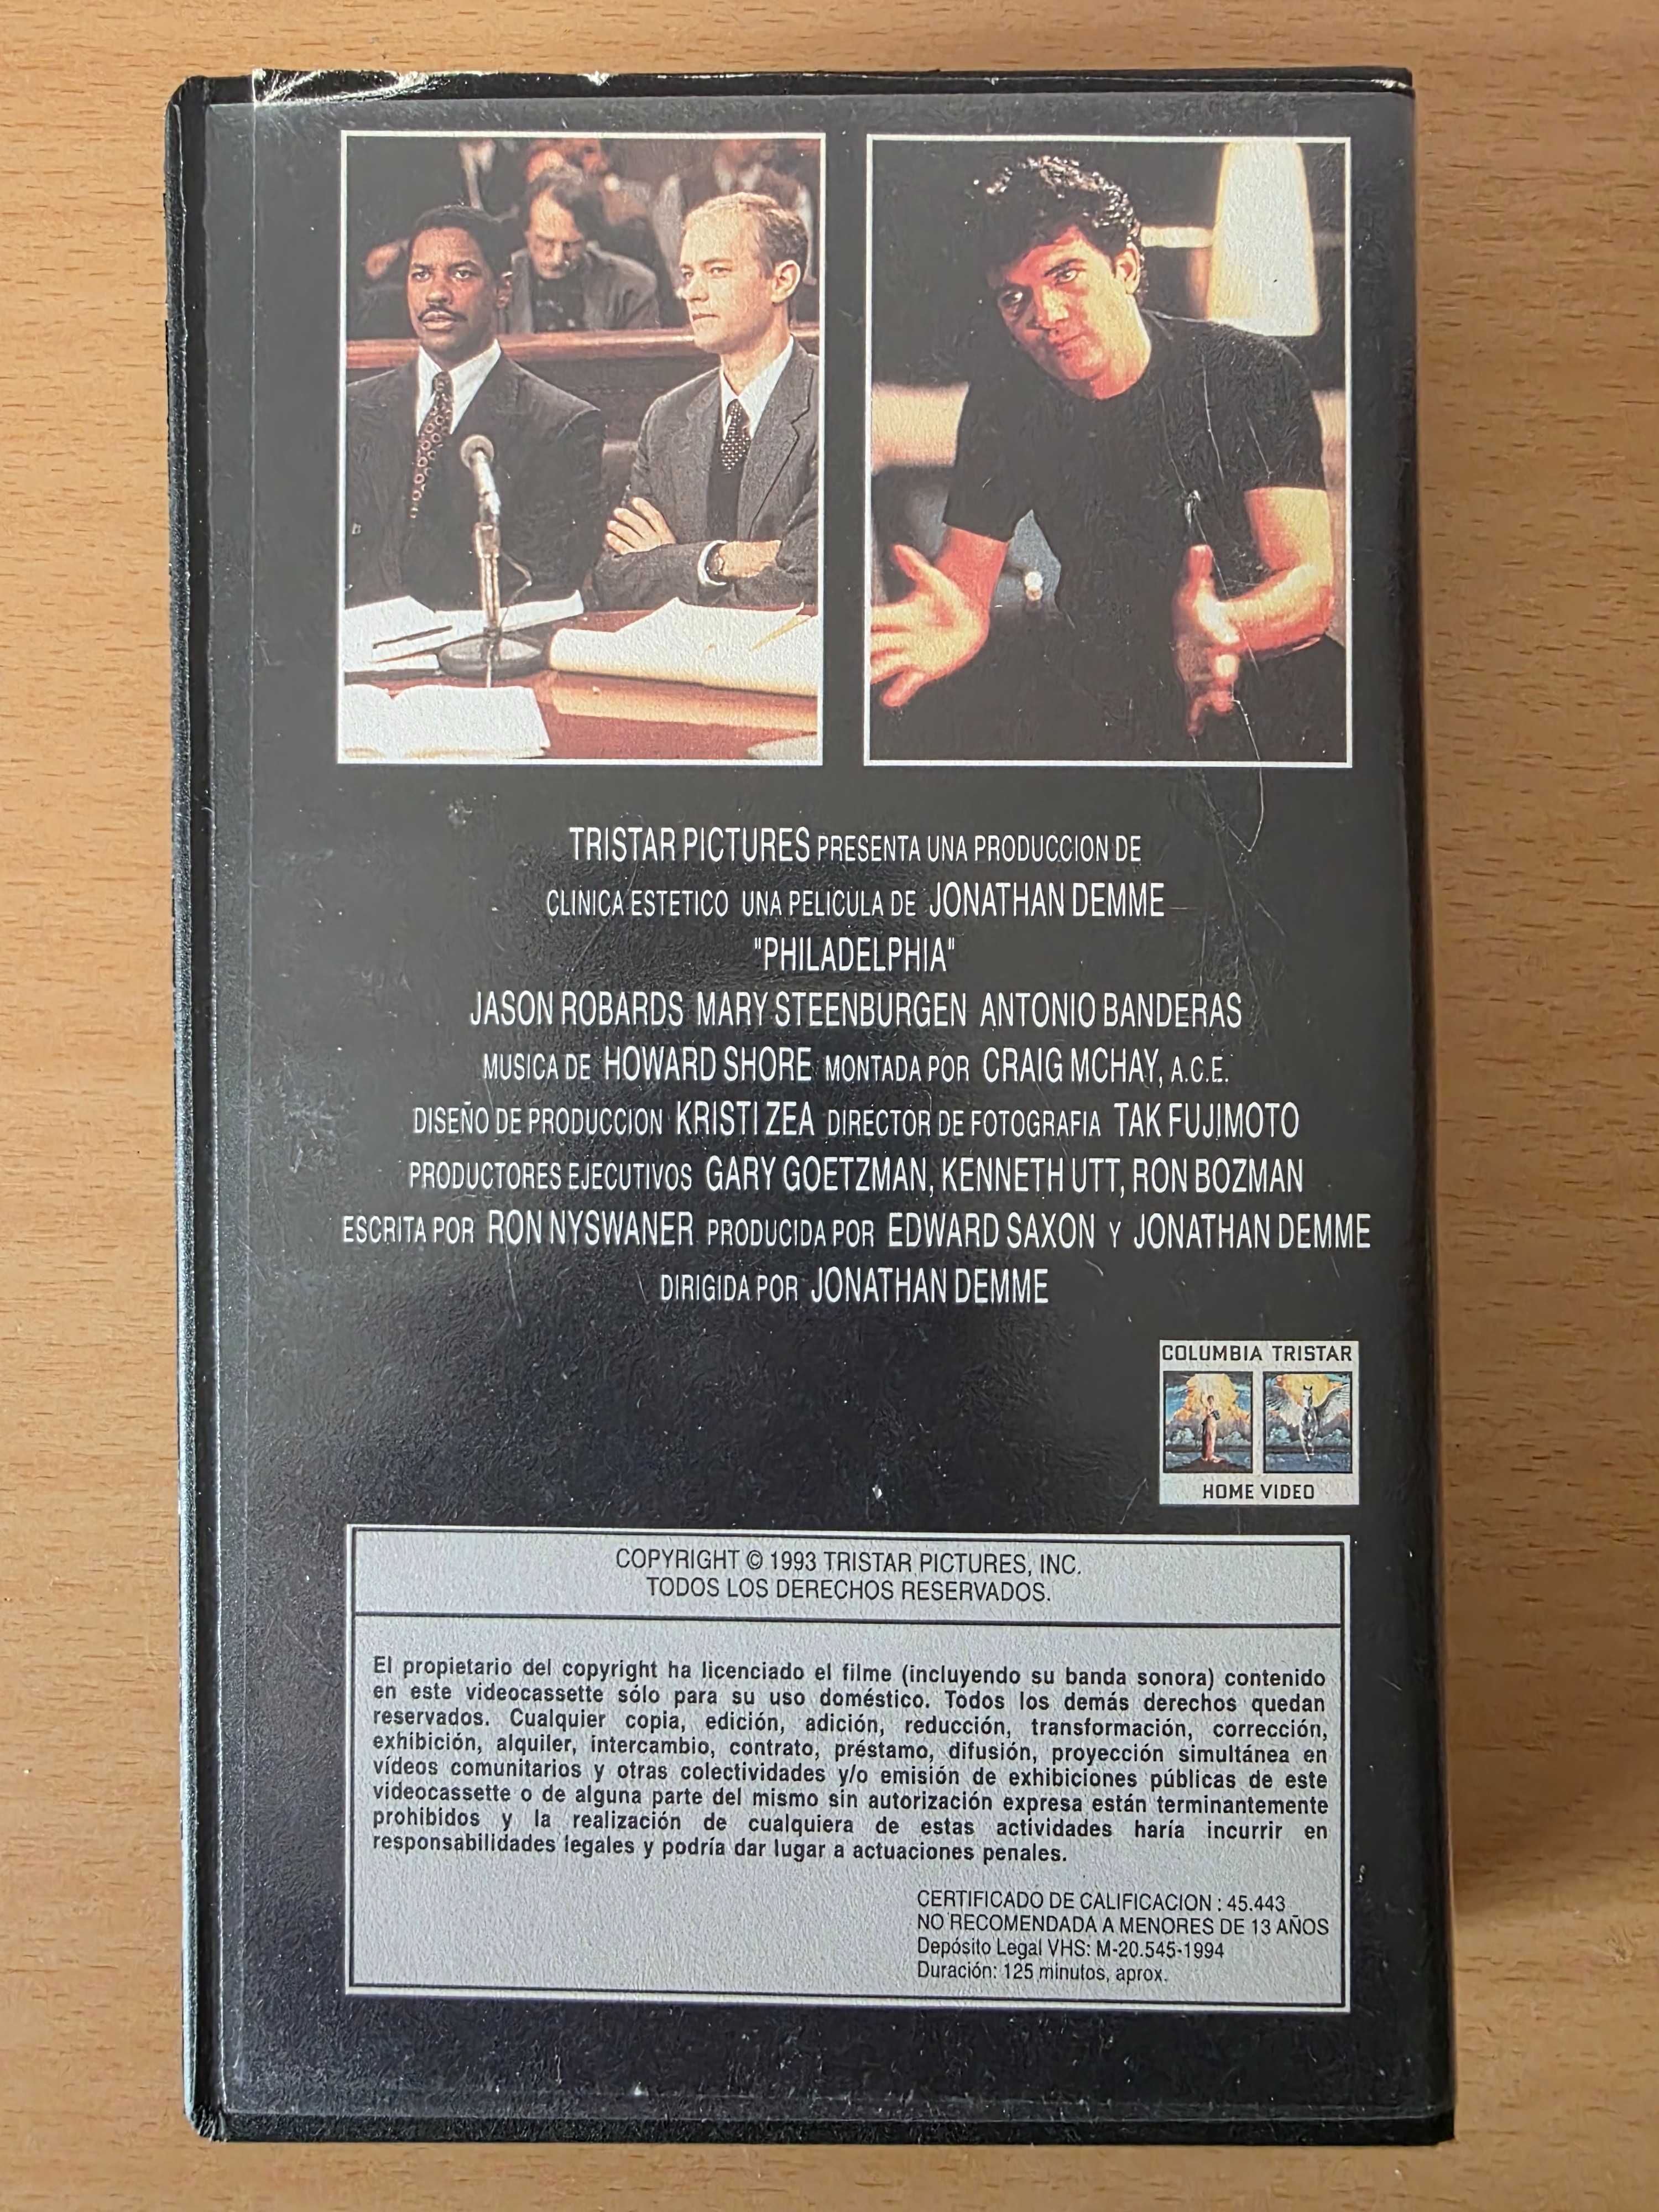 TRISTAR PICTURES PRESENTA UNA PRODUCCION DE
CLINICA ESTETICO UNA PELICULA DE JONATHAN DEMME
"PHILADELPHIA"
JASON ROBARDS MARY STEENBURGEN ANTONIO BANDERAS
MUSICA DE HOWARD SHORE MONTADA POR CRAIG MCHAY, A.C.E.
DISEÑO DE PRODUCCION KRISTI ZEA DIRECTOR DE FOTOGRAFIA TAK FUJIMOTO
PRODUCTORES EJECUTIVOS GARY GOETZMAN, KENNETH UTT, RON BOZMAN
ESCRITA POR RON NYSWANER PRODUCIDA POR EDWARD SAXON Y JONATHAN DEMME
DIRIGIDA POR JONATHAN DEMME
COLUMBIA TRISTAR
HOME VIDEO
COPYRIGHT © 1993 TRISTAR PICTURES, INC.
TODOS LOS DERECHOS RESERVADOS.
El propietario del copyright ha licenciado el filme (incluyendo su banda sonora) contenido
en este videocassette sólo para su uso doméstico. Todos los demás derechos quedan
reservados. Cualquier copia, edición, adición, reducción, transformación, corrección,
exhibición, alquiler, intercambio, contrato, préstamo, difusión, proyección simultánea en
vídeos comunitarios y otras colectividades y/o emisión de exhibiciones públicas de este
videocassette o de alguna parte del mismo sin autorización expresa están terminantemente
prohibidos y la realización de cualquiera de estas actividades haría incurrir en
responsabilidades legales y podría dar lugar a actuaciones penales.
CERTIFICADO DE CALIFICACION : 45.443
NO RECOMENDADA A MENORES DE 13 AÑOS
Depósito Legal VHS: M-20.545-1994
Duración: 125 minutos, aprox.